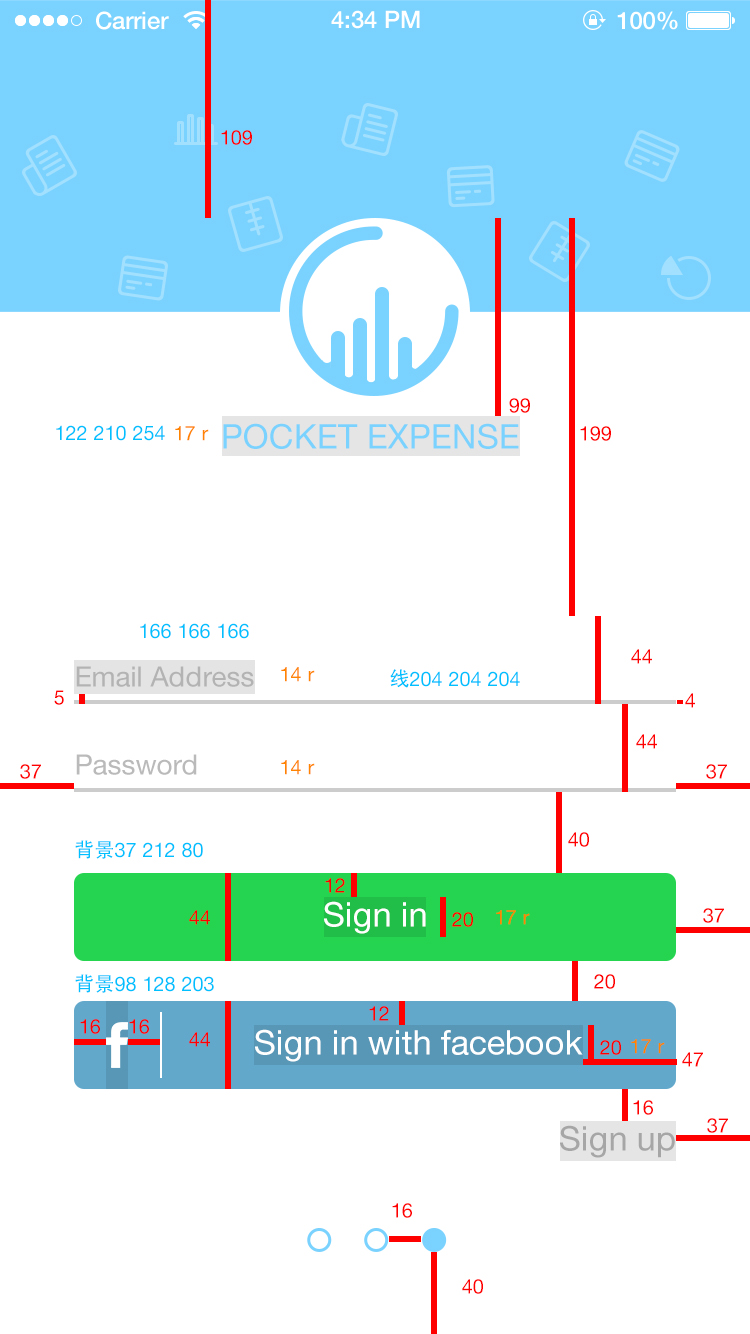 Carrier 4:34 PM 100%
109
99
122 210 254 17 r POCKET EXPENSE 199
166 166 166
44
Email Address 14 r 线204 204 204
5 4
44
Password 14 r
37 37
40
背景37 212 80
12
44 Sign in 20 17 r 37
背景98 128 203 20
12
16 f 16 44 Sign in with facebook 20 17 r
47
16
Sign up 37
16
40